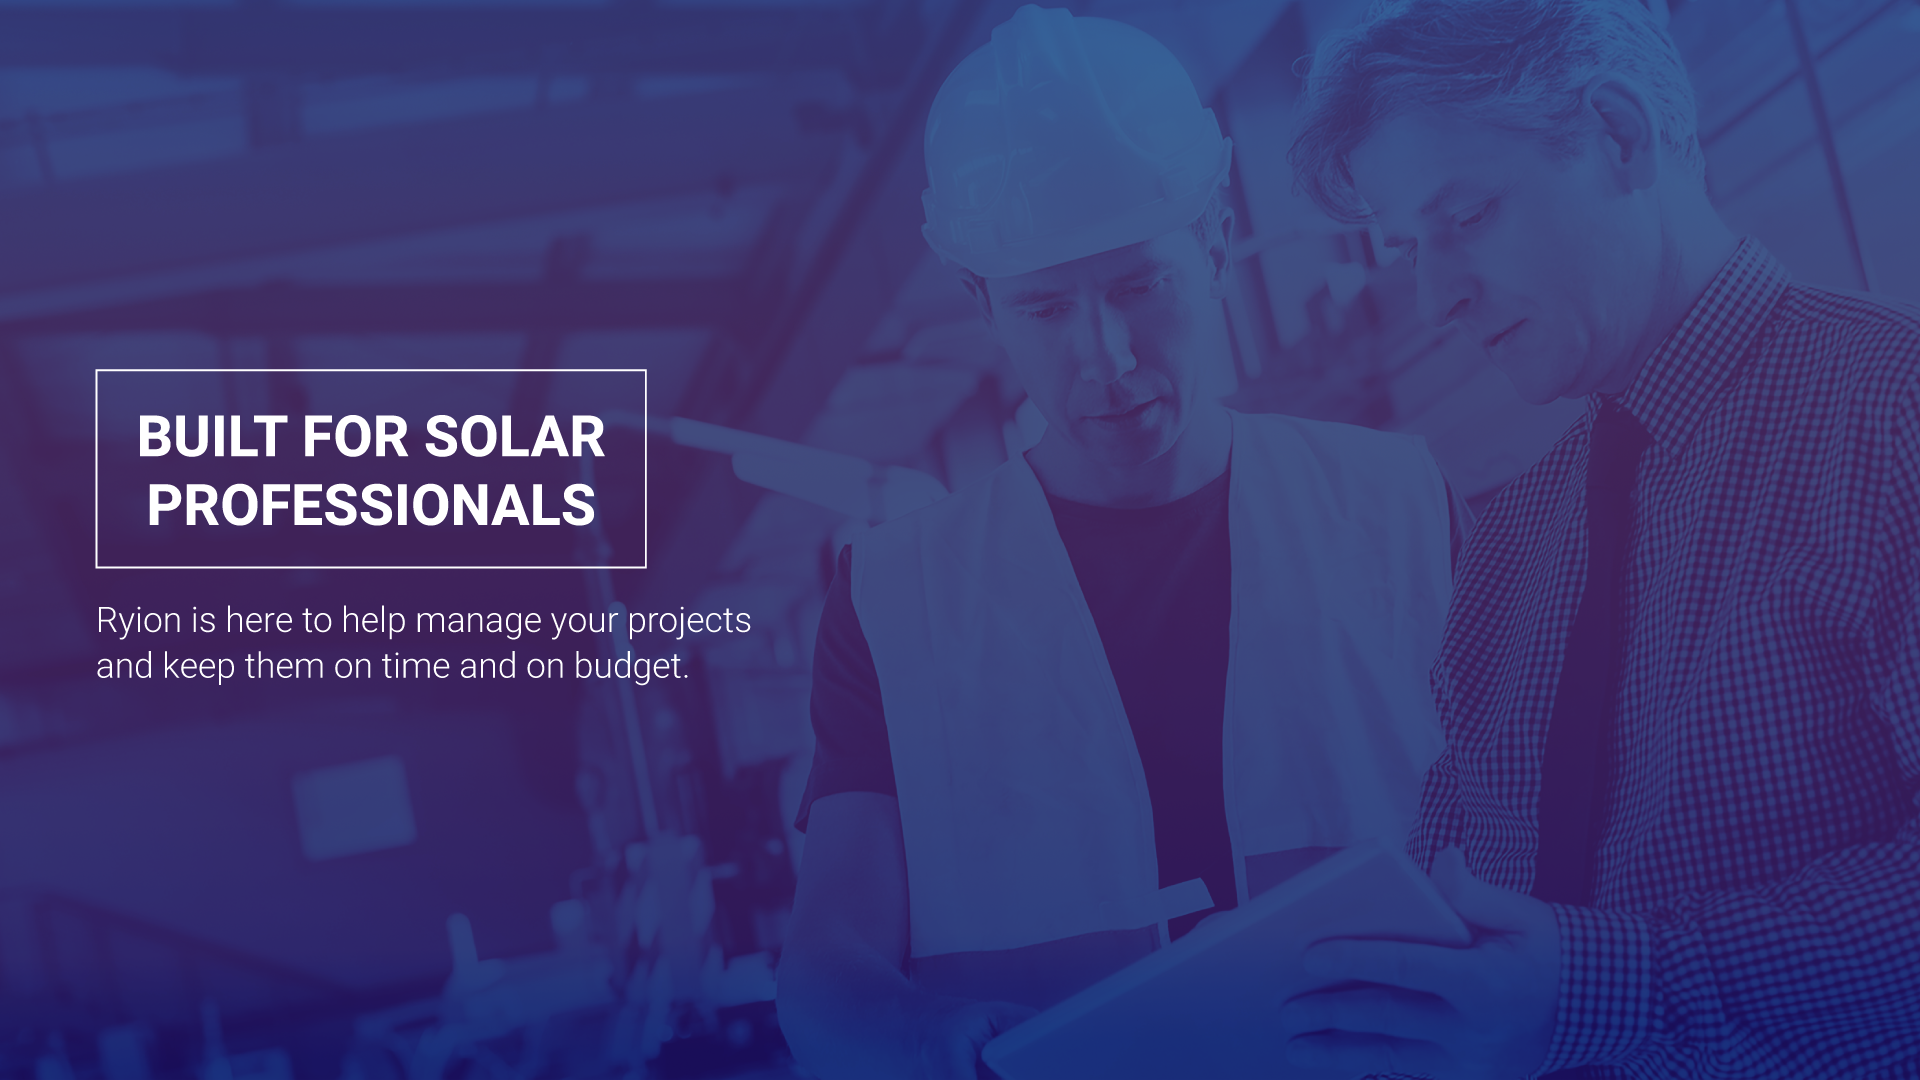 BUILT FOR SOLAR
PROFESSIONALS
Ryion is here to help manage your projects
and keep them on time and on budget.